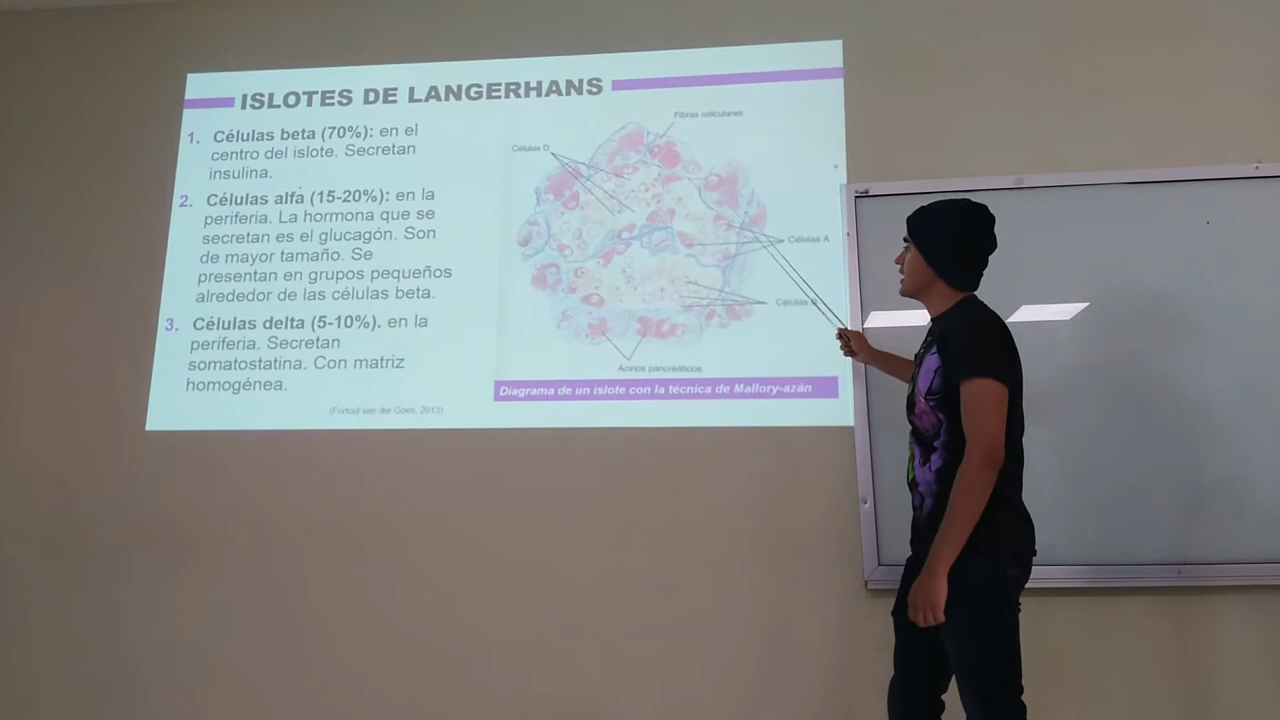 ISLOTES DE LANGERHANS
1. Células beta (70%): en el
centro del islote. Secretan
insulina.
2. Células alfa (15-20%): en la
periferia. La hormona que se
secretan es el glucagón. Son
de mayor tamaño. Se
presentan en grupos pequeños
alrededor de las células beta.
3. Células delta (5-10%). en la
periferia. Secretan
somatostatina. Con matriz
homogénea.
(Fortoul van der Goes, 2013)
Fibras reticulares
Células D
Células A
Células B
Acinos pancreáticos
Diagrama de un islote con la técnica de Mallory-azán